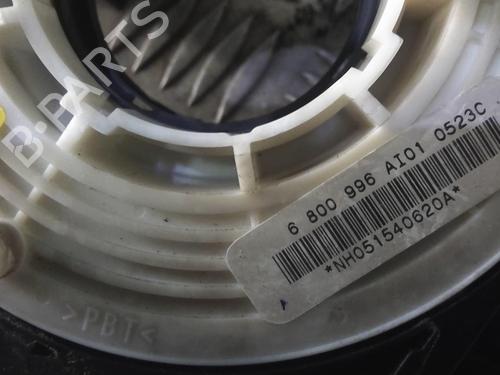 B-PARTS
6 800 996 AI01 0523C
*NH051540620A*
>PBT<